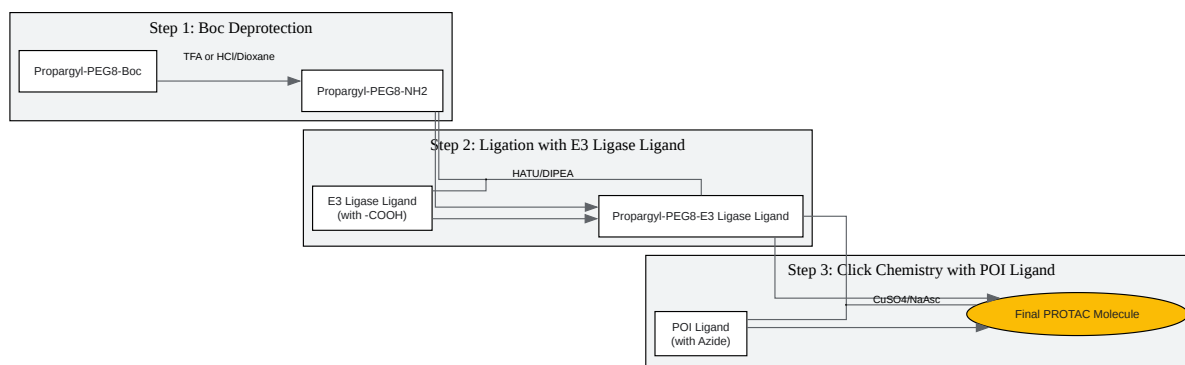 Step 1: Boc Deprotection
Propargyl-PEG8-Boc
TFA or HCl/Dioxane
Propargyl-PEG8-NH2
Step 2: Ligation with E3 Ligase Ligand
HATU/DIPEA
E3 Ligase Ligand
(with -COOH)
Propargyl-PEG8-E3 Ligase Ligand
Step 3: Click Chemistry with POI Ligand
CuSO4/NaAsc
Final PROTAC Molecule
POI Ligand
(with Azide)